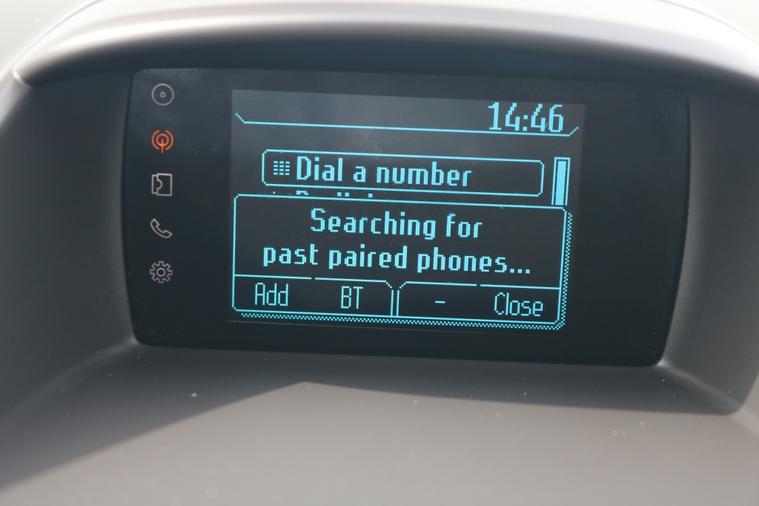 14:46
Dial a number
Searching for
past paired phones...
Add BT - Close